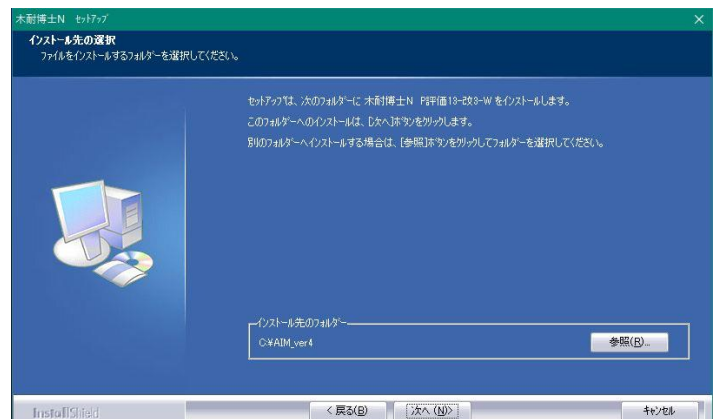 木耐博士N セットアップ
インストール先の選択
ファイルをインストールするフォルダーを選択してください。
セットアップは、次のフォルダーに 木耐博士N P評価13-改3-W をインストールします。
このフォルダーへのインストールは、[次へ]ボタンをクリックします。
別のフォルダーへインストールする場合は、[参照]ボタンをクリックしてフォルダーを選択してください。
インストール先のフォルダー
C:¥AIM_ver4
参照(R)...
InstallShield
< 戻る(B)
次へ(N)>
キャンセル